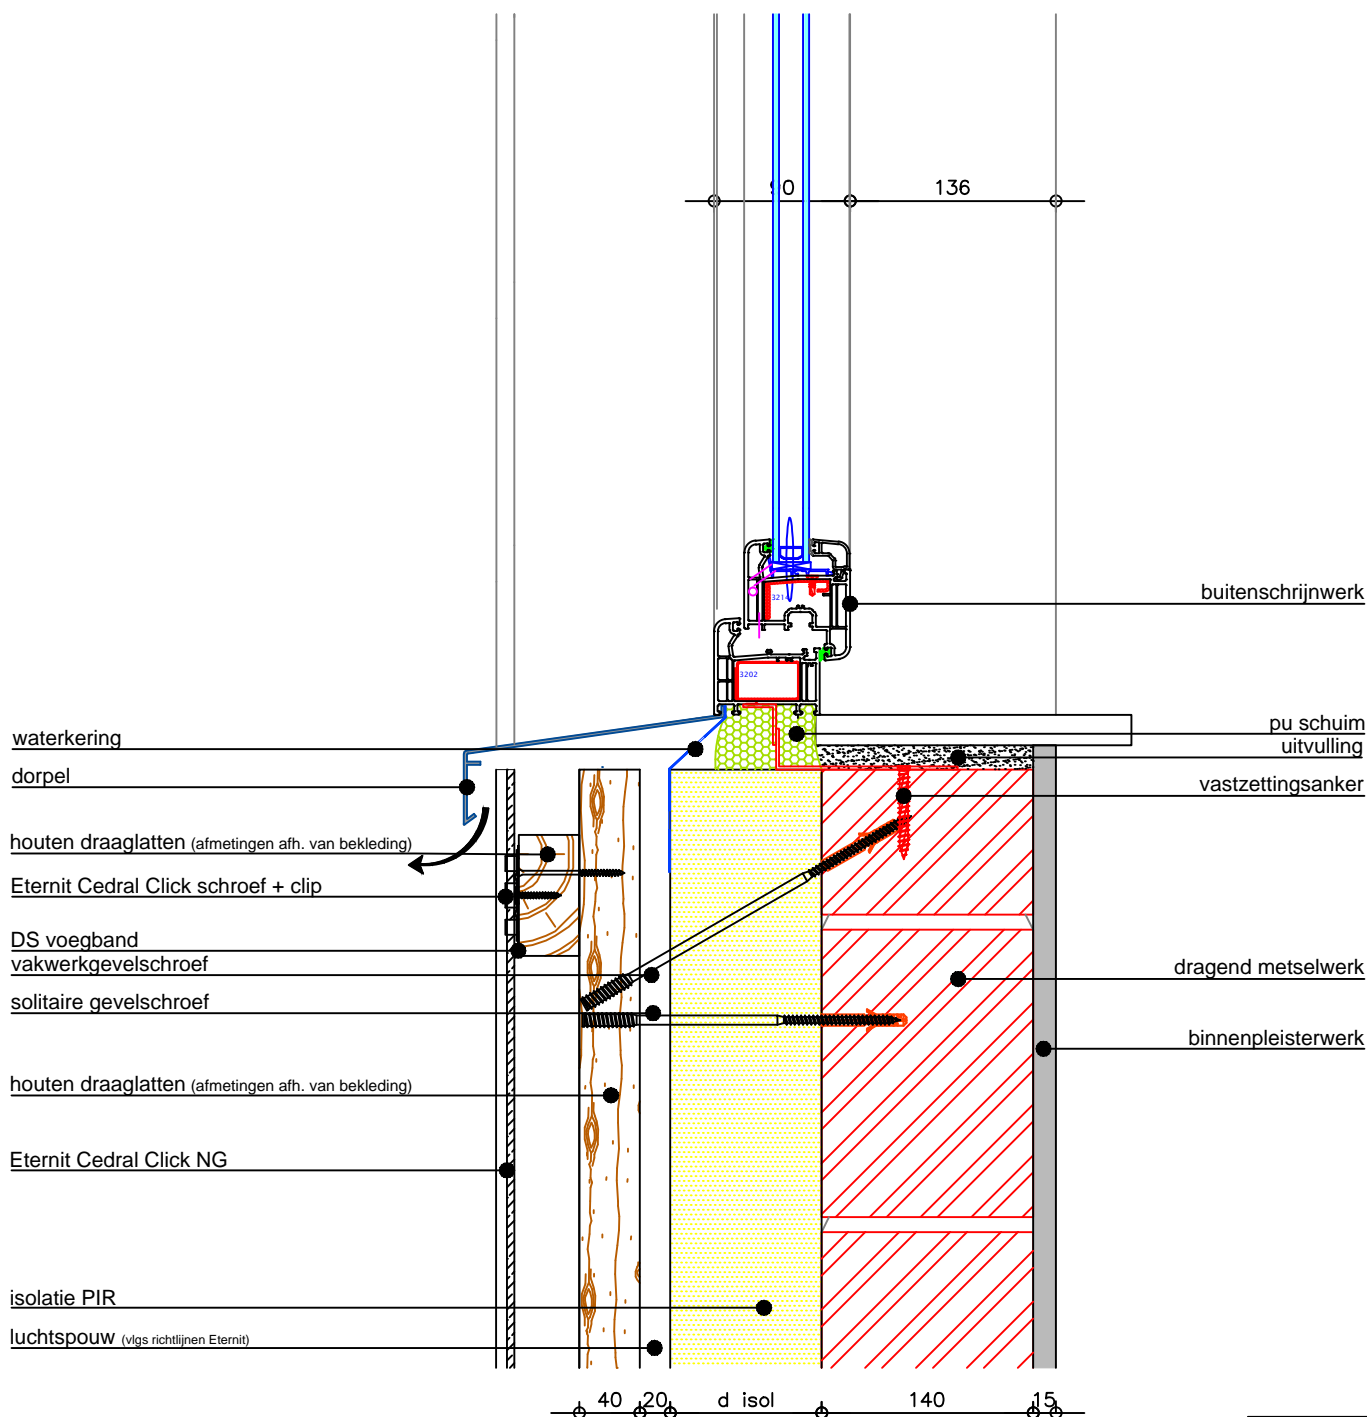 90 136
buitenschrijnwerk
3214
3202
waterkering
pu schuim
uitvulling
dorpel
vastzettingsanker
houten draaglatten (afmetingen afh. van bekleding)
Eternit Cedral Click schroef + clip
DS voegband
vakwerkgevelschroef
dragend metselwerk
solitaire gevelschroef
binnenpleisterwerk
houten draaglatten (afmetingen afh. van bekleding)
Eternit Cedral Click NG
isolatie PIR
luchtspouw (vlgs richtlijnen Eternit)
40 20 d isol 140 15